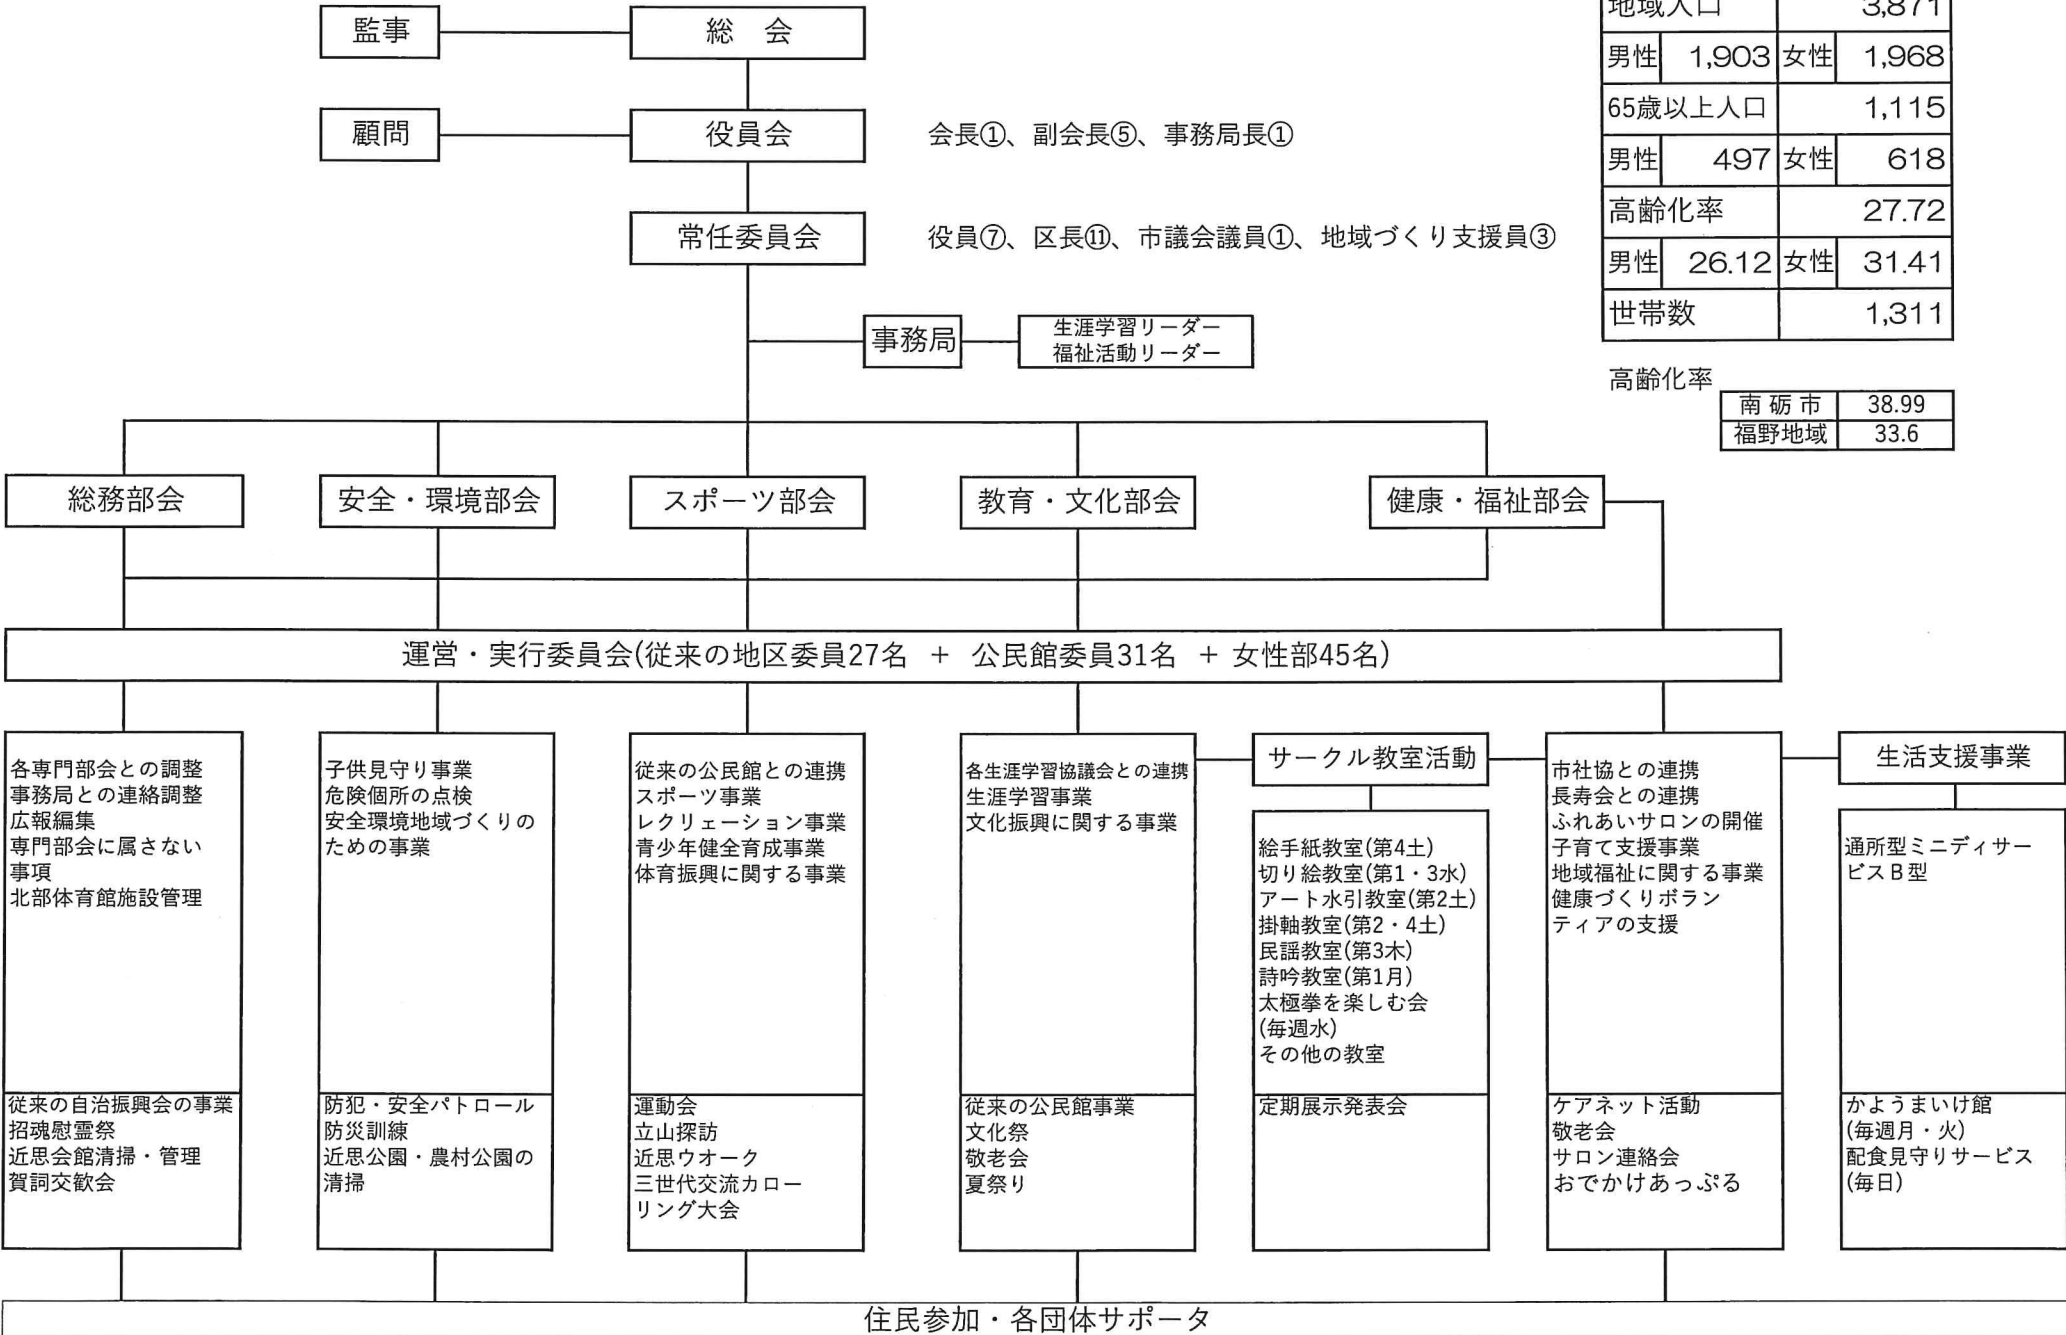 監事
総　会
顧問
役員会
会長①、副会長⑤、事務局長①
常任委員会
役員⑦、区長⑪、市議会議員①、地域づくり支援員③
事務局
生涯学習リーダー
福祉活動リーダー
地域人口 3,871
男性 1,903 女性 1,968
65歳以上人口 1,115
男性 497 女性 618
高齢化率 27.72
男性 26.12 女性 31.41
世帯数 1,311
高齢化率
南砺市 38.99
福野地域 33.6
総務部会
安全・環境部会
スポーツ部会
教育・文化部会
健康・福祉部会
運営・実行委員会(従来の地区委員27名 ＋ 公民館委員31名 ＋ 女性部45名)
各専門部会との調整
事務局との連絡調整
広報編集
専門部会に属さない
事項
北部体育館施設管理
従来の自治振興会の事業
招魂慰霊祭
近思会館清掃・管理
賀詞交歓会
子供見守り事業
危険個所の点検
安全環境地域づくりの
ための事業
防犯・安全パトロール
防災訓練
近思公園・農村公園の
清掃
従来の公民館との連携
スポーツ事業
レクリェーション事業
青少年健全育成事業
体育振興に関する事業
運動会
立山探訪
近思ウオーク
三世代交流カロー
リング大会
各生涯学習協議会との連携
生涯学習事業
文化振興に関する事業
従来の公民館事業
文化祭
敬老会
夏祭り
サークル教室活動
絵手紙教室(第4土)
切り絵教室(第1・3水)
アート水引教室(第2土)
掛軸教室(第2・4土)
民謡教室(第3木)
詩吟教室(第1月)
太極拳を楽しむ会
(毎週水)
その他の教室
定期展示発表会
市社協との連携
長寿会との連携
ふれあいサロンの開催
子育て支援事業
地域福祉に関する事業
健康づくりボラン
ティアの支援
ケアネット活動
敬老会
サロン連絡会
おでかけあっぷる
生活支援事業
通所型ミニディサー
ビスＢ型
かようまいけ館
(毎週月・火)
配食見守りサービス
(毎日)
住民参加・各団体サポータ